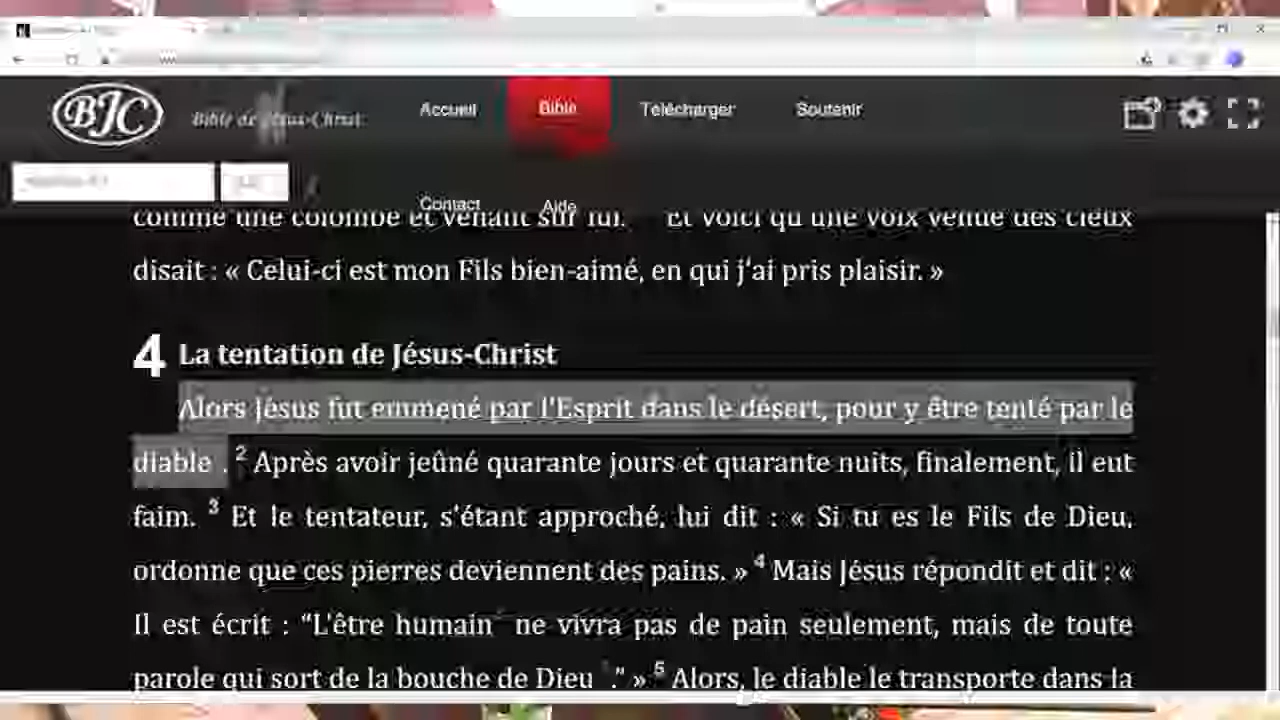 BJC
Bible de Jésus-Christ
Accueil
Bible
Télécharger
Soutenir
Contact
Aide
comme une colombe et venant sur lui. Et voici qu'une voix venue des cieux
disait : « Celui-ci est mon Fils bien-aimé, en qui j'ai pris plaisir. »
4 La tentation de Jésus-Christ
Alors Jésus fut emmené par l'Esprit dans le désert, pour y être tenté par le
diable . 2 Après avoir jeûné quarante jours et quarante nuits, finalement, il eut
faim. 3 Et le tentateur, s'étant approché, lui dit : « Si tu es le Fils de Dieu,
ordonne que ces pierres deviennent des pains. » 4 Mais Jésus répondit et dit : «
Il est écrit : “L'être humain ne vivra pas de pain seulement, mais de toute
parole qui sort de la bouche de Dieu .” » 5 Alors, le diable le transporte dans la